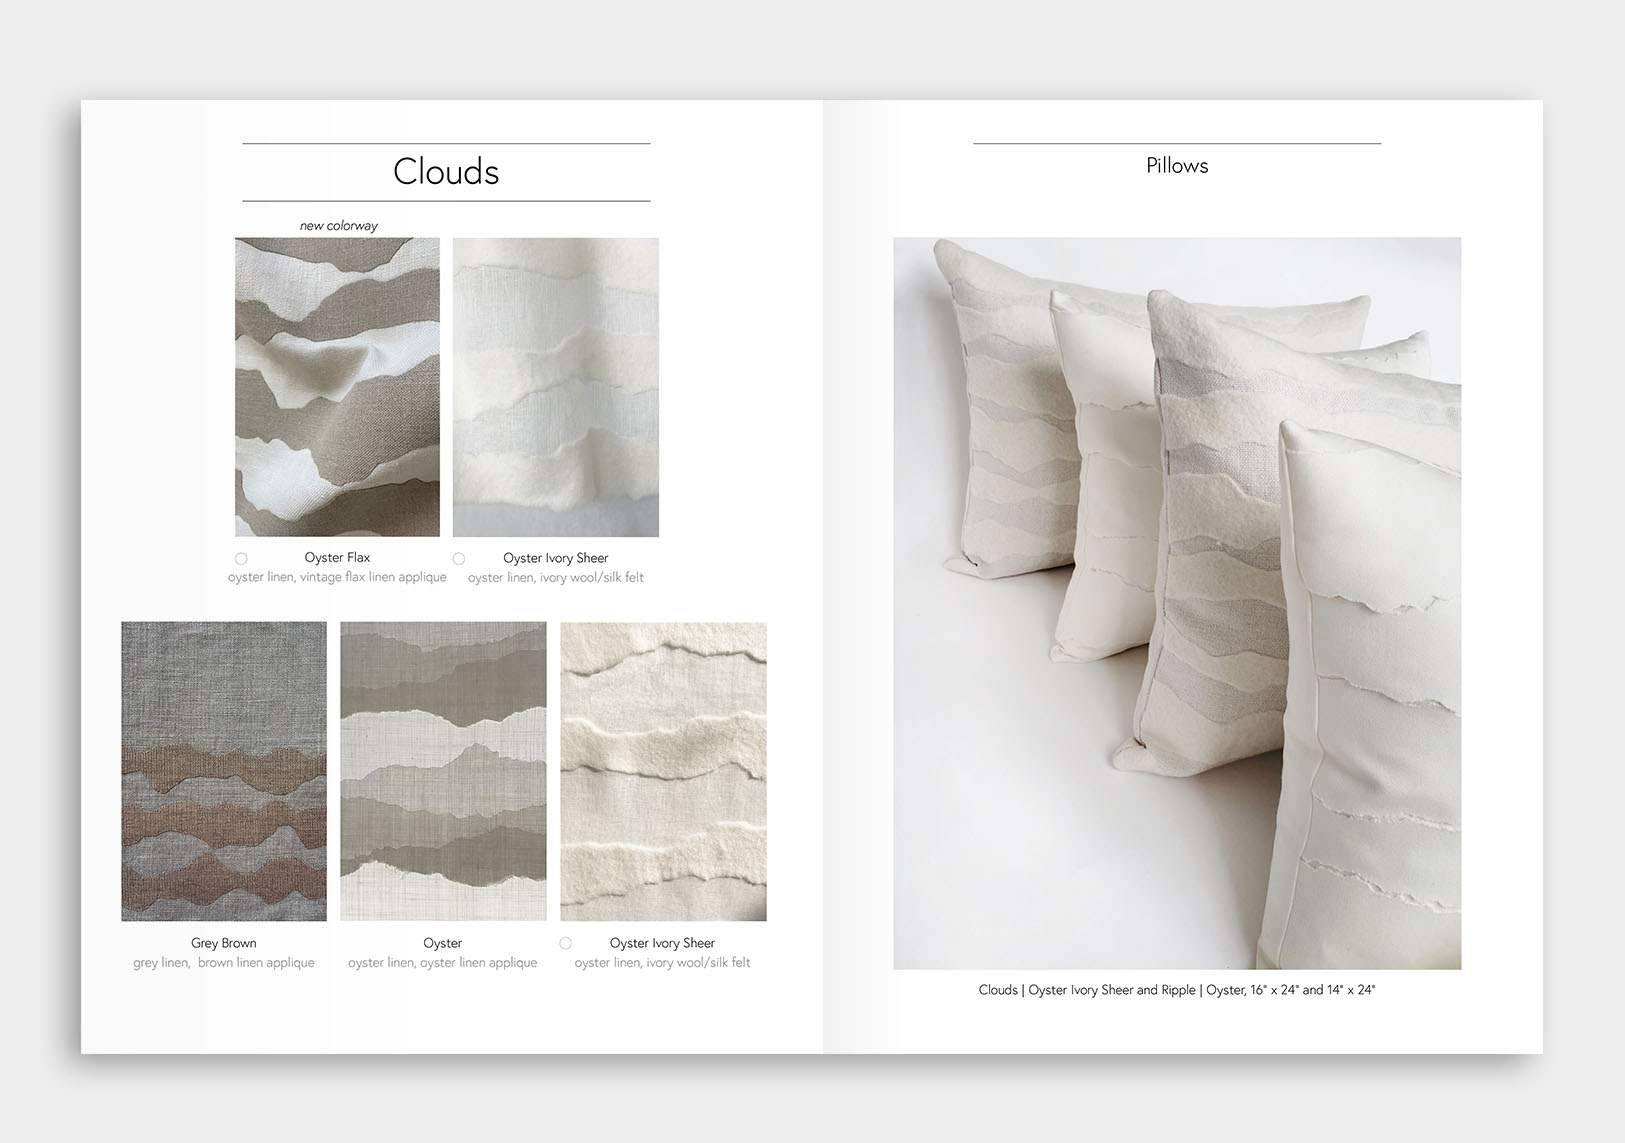 Clouds
new colorway
Oyster Flax
oyster linen, vintage flax linen applique
Oyster Ivory Sheer
oyster linen, ivory wool/silk felt
Grey Brown
grey linen,  brown linen applique
Oyster
oyster linen, oyster linen applique
Oyster Ivory Sheer
oyster linen, ivory wool/silk felt
Pillows
Clouds | Oyster Ivory Sheer and Ripple | Oyster, 16" x 24" and 14" x 24"